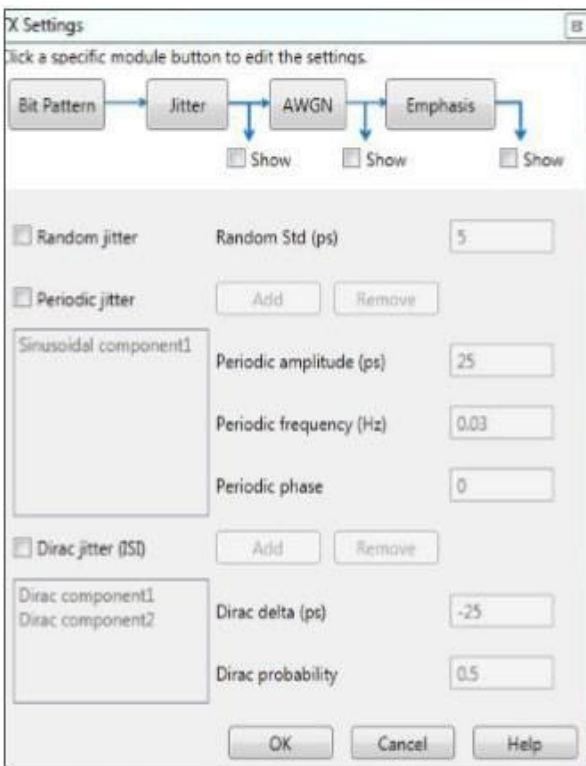 X Settings
Click a specific module button to edit the settings.
Bit Pattern Jitter AWGN Emphasis
Show Show Show
Random jitter Random Std (ps) 5
Periodic jitter Add Remove
Sinusoidal component1
Periodic amplitude (ps) 25
Periodic frequency (Hz) 0.03
Periodic phase 0
Dirac jitter (ISI) Add Remove
Dirac component1
Dirac component2
Dirac delta (ps) -25
Dirac probability 0.5
OK Cancel Help